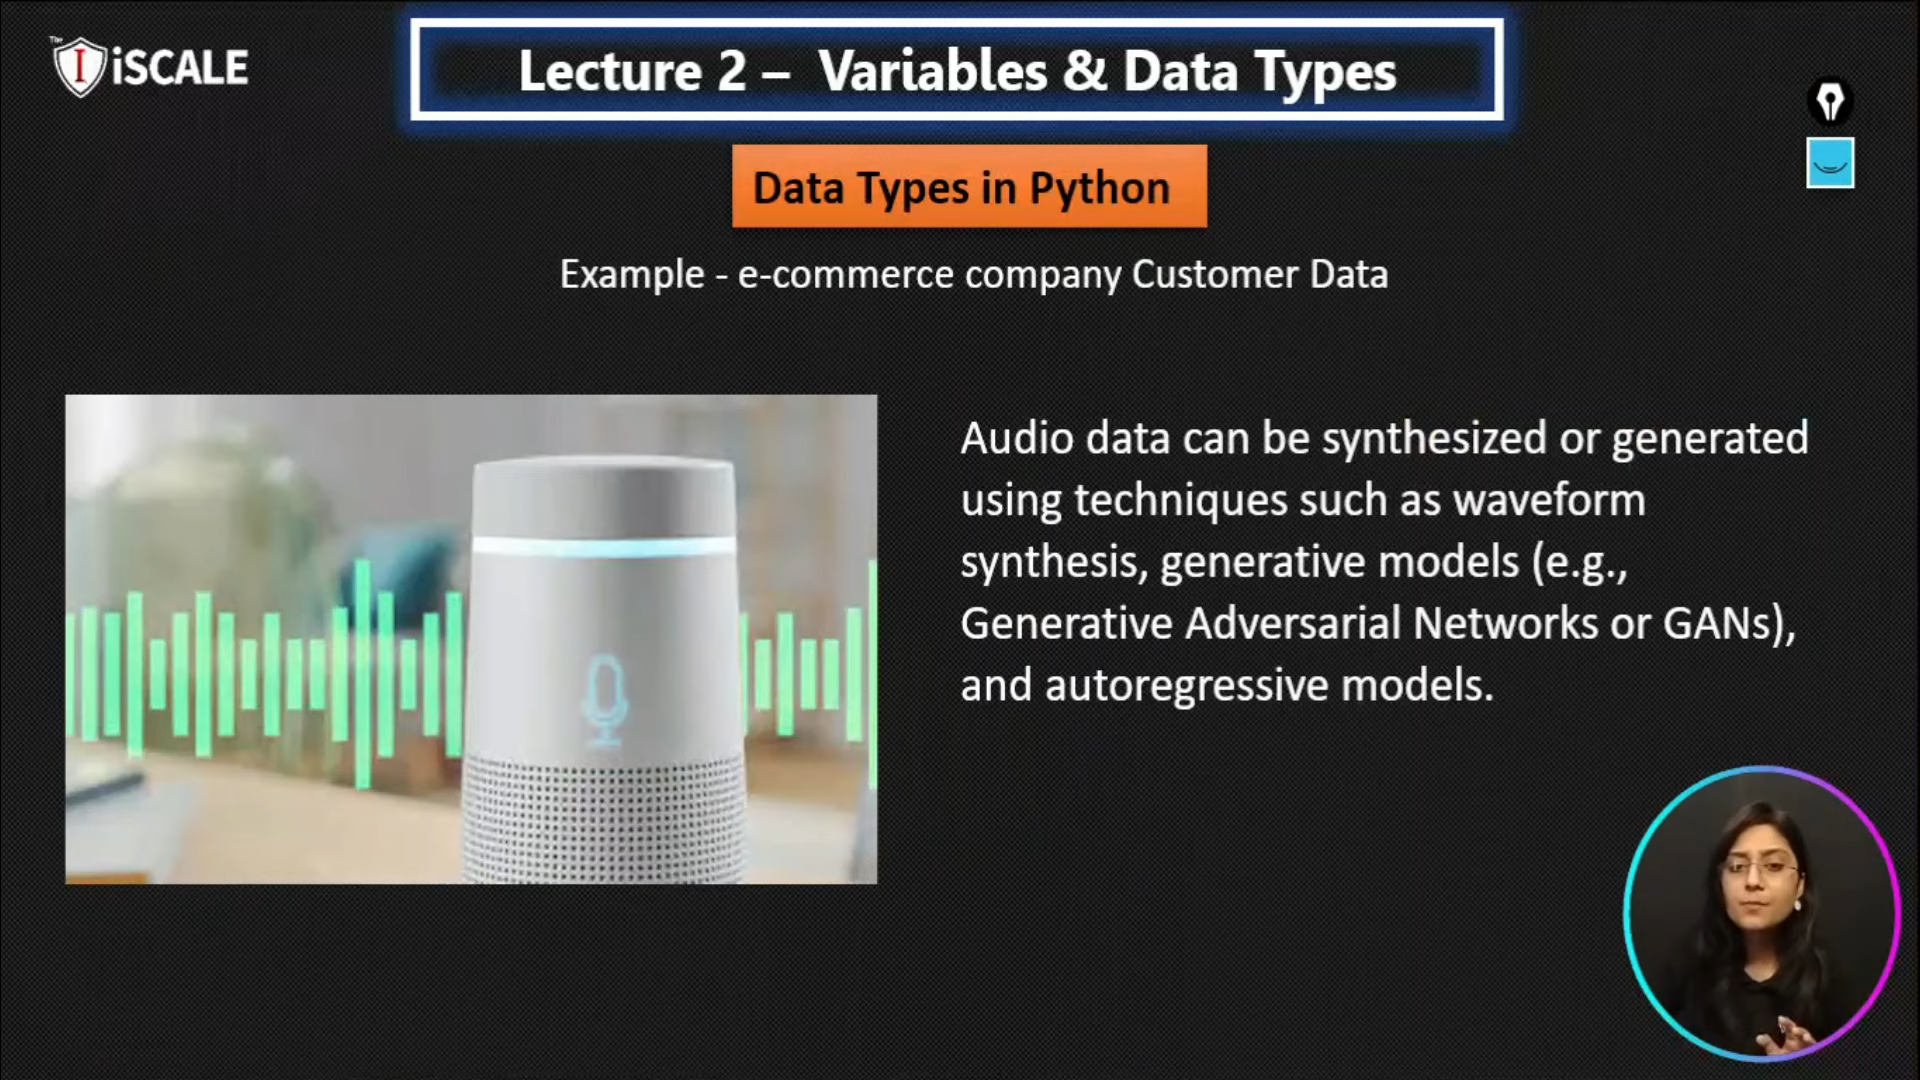 The
I iSCALE
Lecture 2 – Variables & Data Types
Data Types in Python
Example - e-commerce company Customer Data
Audio data can be synthesized or generated
using techniques such as waveform
synthesis, generative models (e.g.,
Generative Adversarial Networks or GANs),
and autoregressive models.